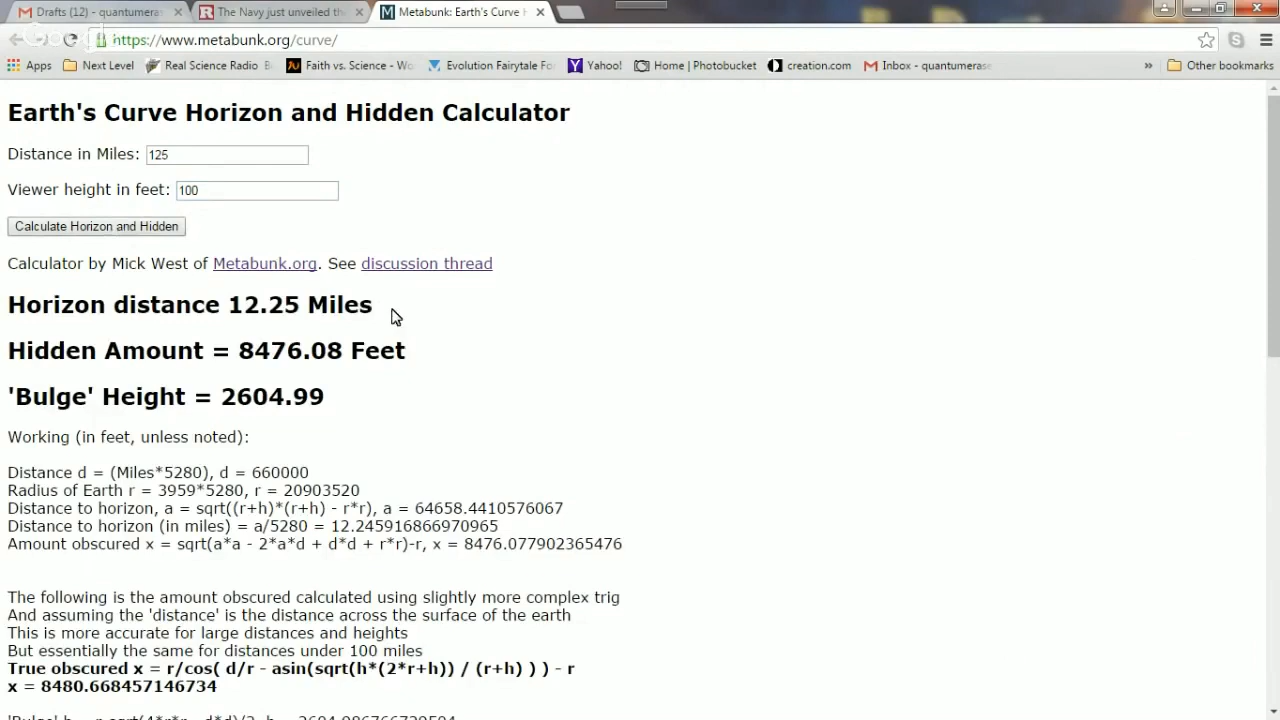 Drafts (12) - quantumeras
The Navy just unveiled th
Metabunk: Earth's Curve H
https://www.metabunk.org/curve/
Apps Next Level Real Science Radio Faith vs. Science - Wo Evolution Fairytale Fo Yahoo! Home | Photobucket creation.com Inbox - quantumerase » Other bookmarks
Earth's Curve Horizon and Hidden Calculator
Distance in Miles: 125
Viewer height in feet: 100
Calculate Horizon and Hidden
Calculator by Mick West of Metabunk.org. See discussion thread
Horizon distance 12.25 Miles
Hidden Amount = 8476.08 Feet
'Bulge' Height = 2604.99
Working (in feet, unless noted):
Distance d = (Miles*5280), d = 660000
Radius of Earth r = 3959*5280, r = 20903520
Distance to horizon, a = sqrt((r+h)*(r+h) - r*r), a = 64658.4410576067
Distance to horizon (in miles) = a/5280 = 12.245916866970965
Amount obscured x = sqrt(a*a - 2*a*d + d*d + r*r)-r, x = 8476.077902365476
The following is the amount obscured calculated using slightly more complex trig
And assuming the 'distance' is the distance across the surface of the earth
This is more accurate for large distances and heights
But essentially the same for distances under 100 miles
True obscured x = r/cos( d/r - asin(sqrt(h*(2*r+h)) / (r+h) ) ) - r
x = 8480.668457146734